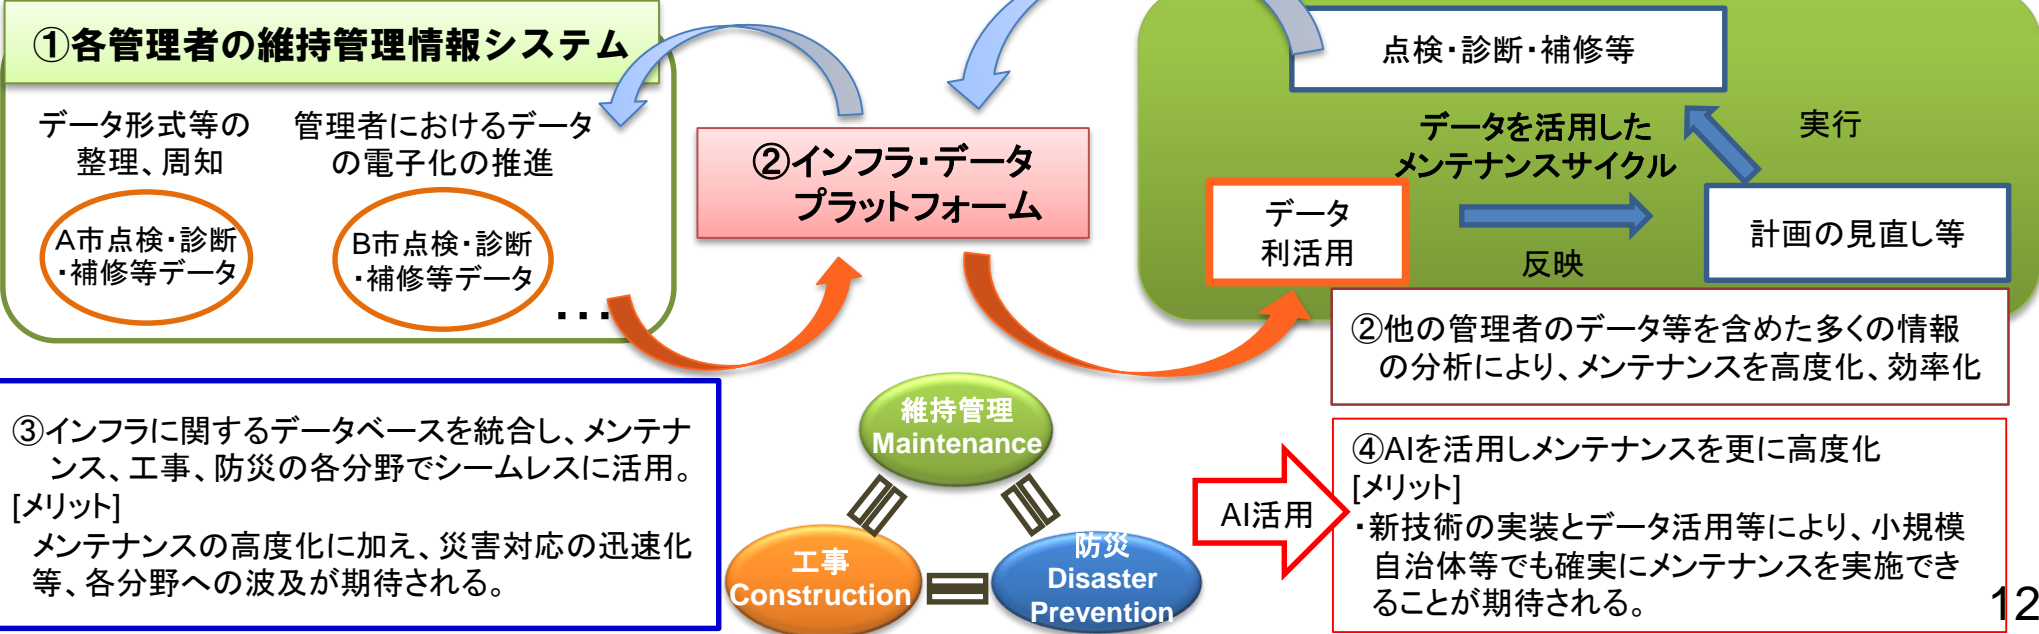 ①各管理者の維持管理情報システム
データ形式等の
整理、周知
管理者におけるデータ
の電子化の推進
A市点検・診断
・補修等データ
B市点検・診断
・補修等データ
・・・
②インフラ・データ
プラットフォーム
点検・診断・補修等
データを活用した
メンテナンスサイクル
実行
データ
利活用
反映
計画の見直し等
②他の管理者のデータ等を含めた多くの情報
の分析により、メンテナンスを高度化、効率化
③インフラに関するデータベースを統合し、メンテナ
ンス、工事、防災の各分野でシームレスに活用。
[メリット]
メンテナンスの高度化に加え、災害対応の迅速化
等、各分野への波及が期待される。
維持管理
Maintenance
工事
Construction
防災
Disaster
Prevention
AI活用
④AIを活用しメンテナンスを更に高度化
[メリット]
・新技術の実装とデータ活用等により、小規模
自治体等でも確実にメンテナンスを実施でき
ることが期待される。
12